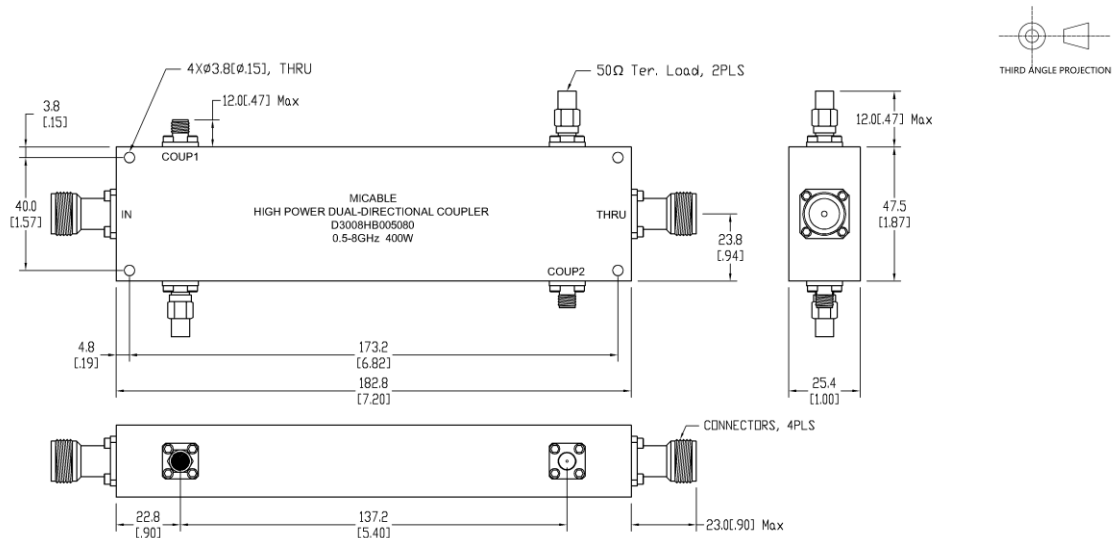 THIRD ANGLE PROJECTION
4XØ3.8[Ø.15], THRU
50Ω Ter. Load, 2PLS
12.0[.47] Max
3.8
[.15]
12.0[.47] Max
COUP1
40.0
[1.57]
IN
MICABLE
HIGH POWER DUAL-DIRECTIONAL COUPLER
D3008HB005080
0.5-8GHz 400W
THRU
23.8
[.94]
47.5
[1.87]
COUP2
4.8
[.19]
173.2
[6.82]
182.8
[7.20]
25.4
[1.00]
CONNECTORS, 4PLS
22.8
[.90]
137.2
[5.40]
23.0[.90] Max